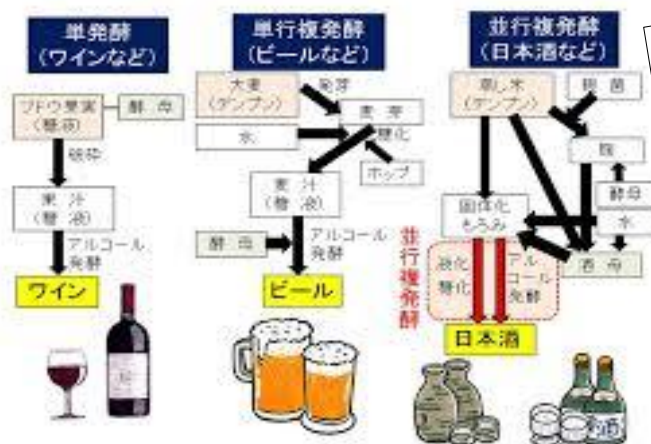 単発酵
(ワインなど)
ブドウ果実
(糖液)
酵母
破砕
果汁
(糖液)
アルコール
発酵
ワイン
単行複発酵
(ビールなど)
大麦
(デンプン)
発芽
麦芽
水
糖化
ホップ
麦汁
(糖液)
酵母
アルコール
発酵
ビール
並行複発酵
(日本酒など)
蒸し米
(デンプン)
麹菌
麹
酵母
水
固体化
もろみ
酒母
並行複発酵
液化
糖化
アル
コール
発酵
日本酒